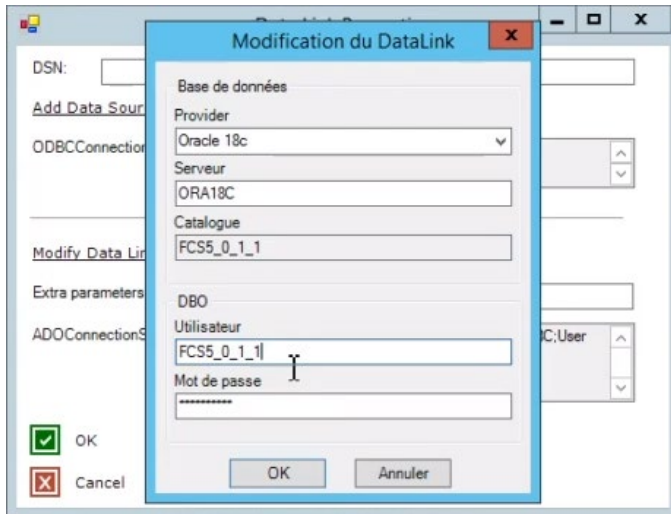 Modification du DataLink
x
x
DSN:
Add Data Sour
ODBCConnection
Modify Data Lin
Extra parameters
ADOConnectionS
C;User
OK
Cancel
Base de données
Provider
Oracle 18c
Serveur
ORA18C
Catalogue
FCS5_0_1_1
DBO
Utilisateur
FCS5_0_1_1
Mot de passe
**********
OK
Annuler